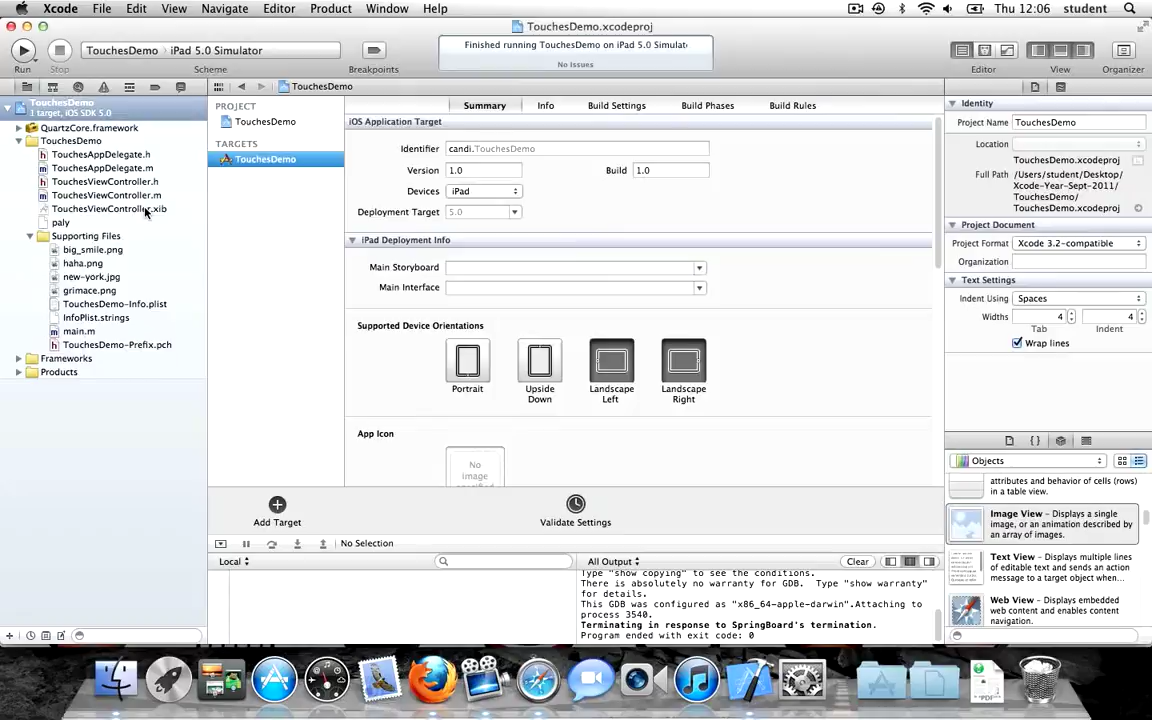 Xcode File Edit View Navigate Editor Product Window Help Thu 12:06 student
TouchesDemo.xcodeproj
TouchesDemo iPad 5.0 Simulator
Finished running TouchesDemo on iPad 5.0 Simulato
No Issues
Run Stop Scheme Breakpoints Editor View Organizer
TouchesDemo
TouchesDemo
1 target, iOS SDK 5.0
QuartzCore.framework
TouchesDemo
TouchesAppDelegate.h
TouchesAppDelegate.m
TouchesViewController.h
TouchesViewController.m
TouchesViewController.xib
paly
Supporting Files
big_smile.png
haha.png
new-york.jpg
grimace.png
TouchesDemo-Info.plist
InfoPlist.strings
main.m
TouchesDemo-Prefix.pch
Frameworks
Products
PROJECT
TouchesDemo
TARGETS
TouchesDemo
Summary Info Build Settings Build Phases Build Rules
iOS Application Target
Identifier candi.TouchesDemo
Version 1.0 Build 1.0
Devices iPad
Deployment Target 5.0
iPad Deployment Info
Main Storyboard
Main Interface
Supported Device Orientations
Portrait
Upside Down
Landscape Left
Landscape Right
App Icon
No image
Add Target Validate Settings
No Selection
Local All Output Clear
Type "show copying" to see the conditions.
There is absolutely no warranty for GDB. Type "show warranty"
for details.
This GDB was configured as "x86_64-apple-darwin".Attaching to
process 3540.
Terminating in response to SpringBoard's termination.
Program ended with exit code: 0
Identity
Project Name TouchesDemo
Location
TouchesDemo.xcodeproj
Full Path /Users/student/Desktop/
Xcode-Year-Sept-2011/
TouchesDemo/
TouchesDemo.xcodeproj
Project Document
Project Format Xcode 3.2-compatible
Organization
Text Settings
Indent Using Spaces
Widths 4 4
Tab Indent
Wrap lines
Objects
attributes and behavior of cells (rows)
in a table view.
Image View – Displays a single
image, or an animation described by
an array of images.
Text View – Displays multiple lines
of editable text and sends an action
message to a target object when...
Web View – Displays embedded
web content and enables content
navigation.